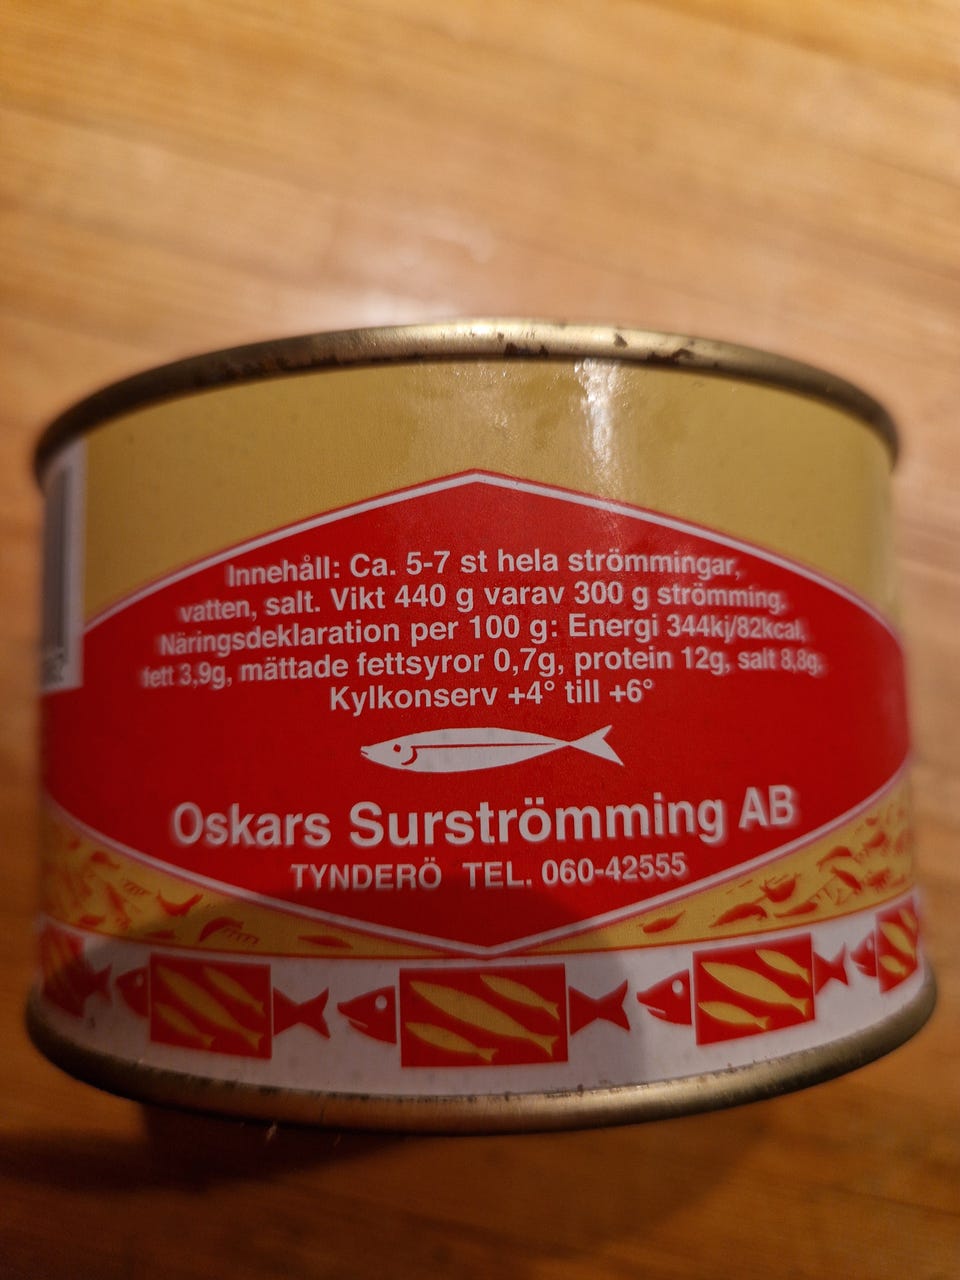 Innehåll: Ca. 5-7 st hela strömmingar,
vatten, salt. Vikt 440 g varav 300 g strömming.
Näringsdeklaration per 100 g: Energi 344kj/82kcal,
fett 3,9g, mättade fettsyror 0,7g, protein 12g, salt 8,8g.
Kylkonserv +4° till +6°
Oskars Surströmming AB
TYNDERÖ TEL. 060-42555